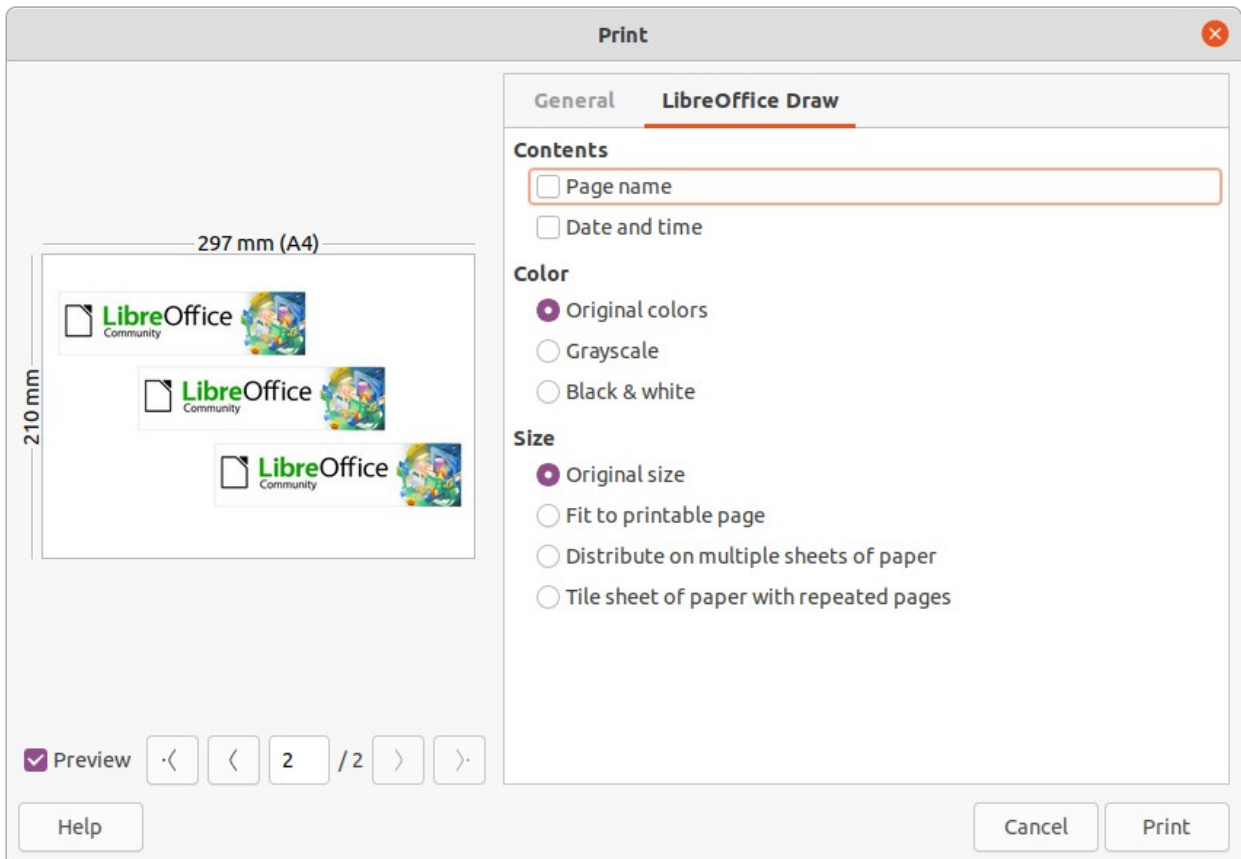 Print
General LibreOffice Draw
Contents
Page name
Date and time
Color
Original colors
Grayscale
Black & white
Size
Original size
Fit to printable page
Distribute on multiple sheets of paper
Tile sheet of paper with repeated pages
297 mm (A4)
210 mm
LibreOffice
Community
LibreOffice
Community
LibreOffice
Community
Preview 2 / 2
Help Cancel Print